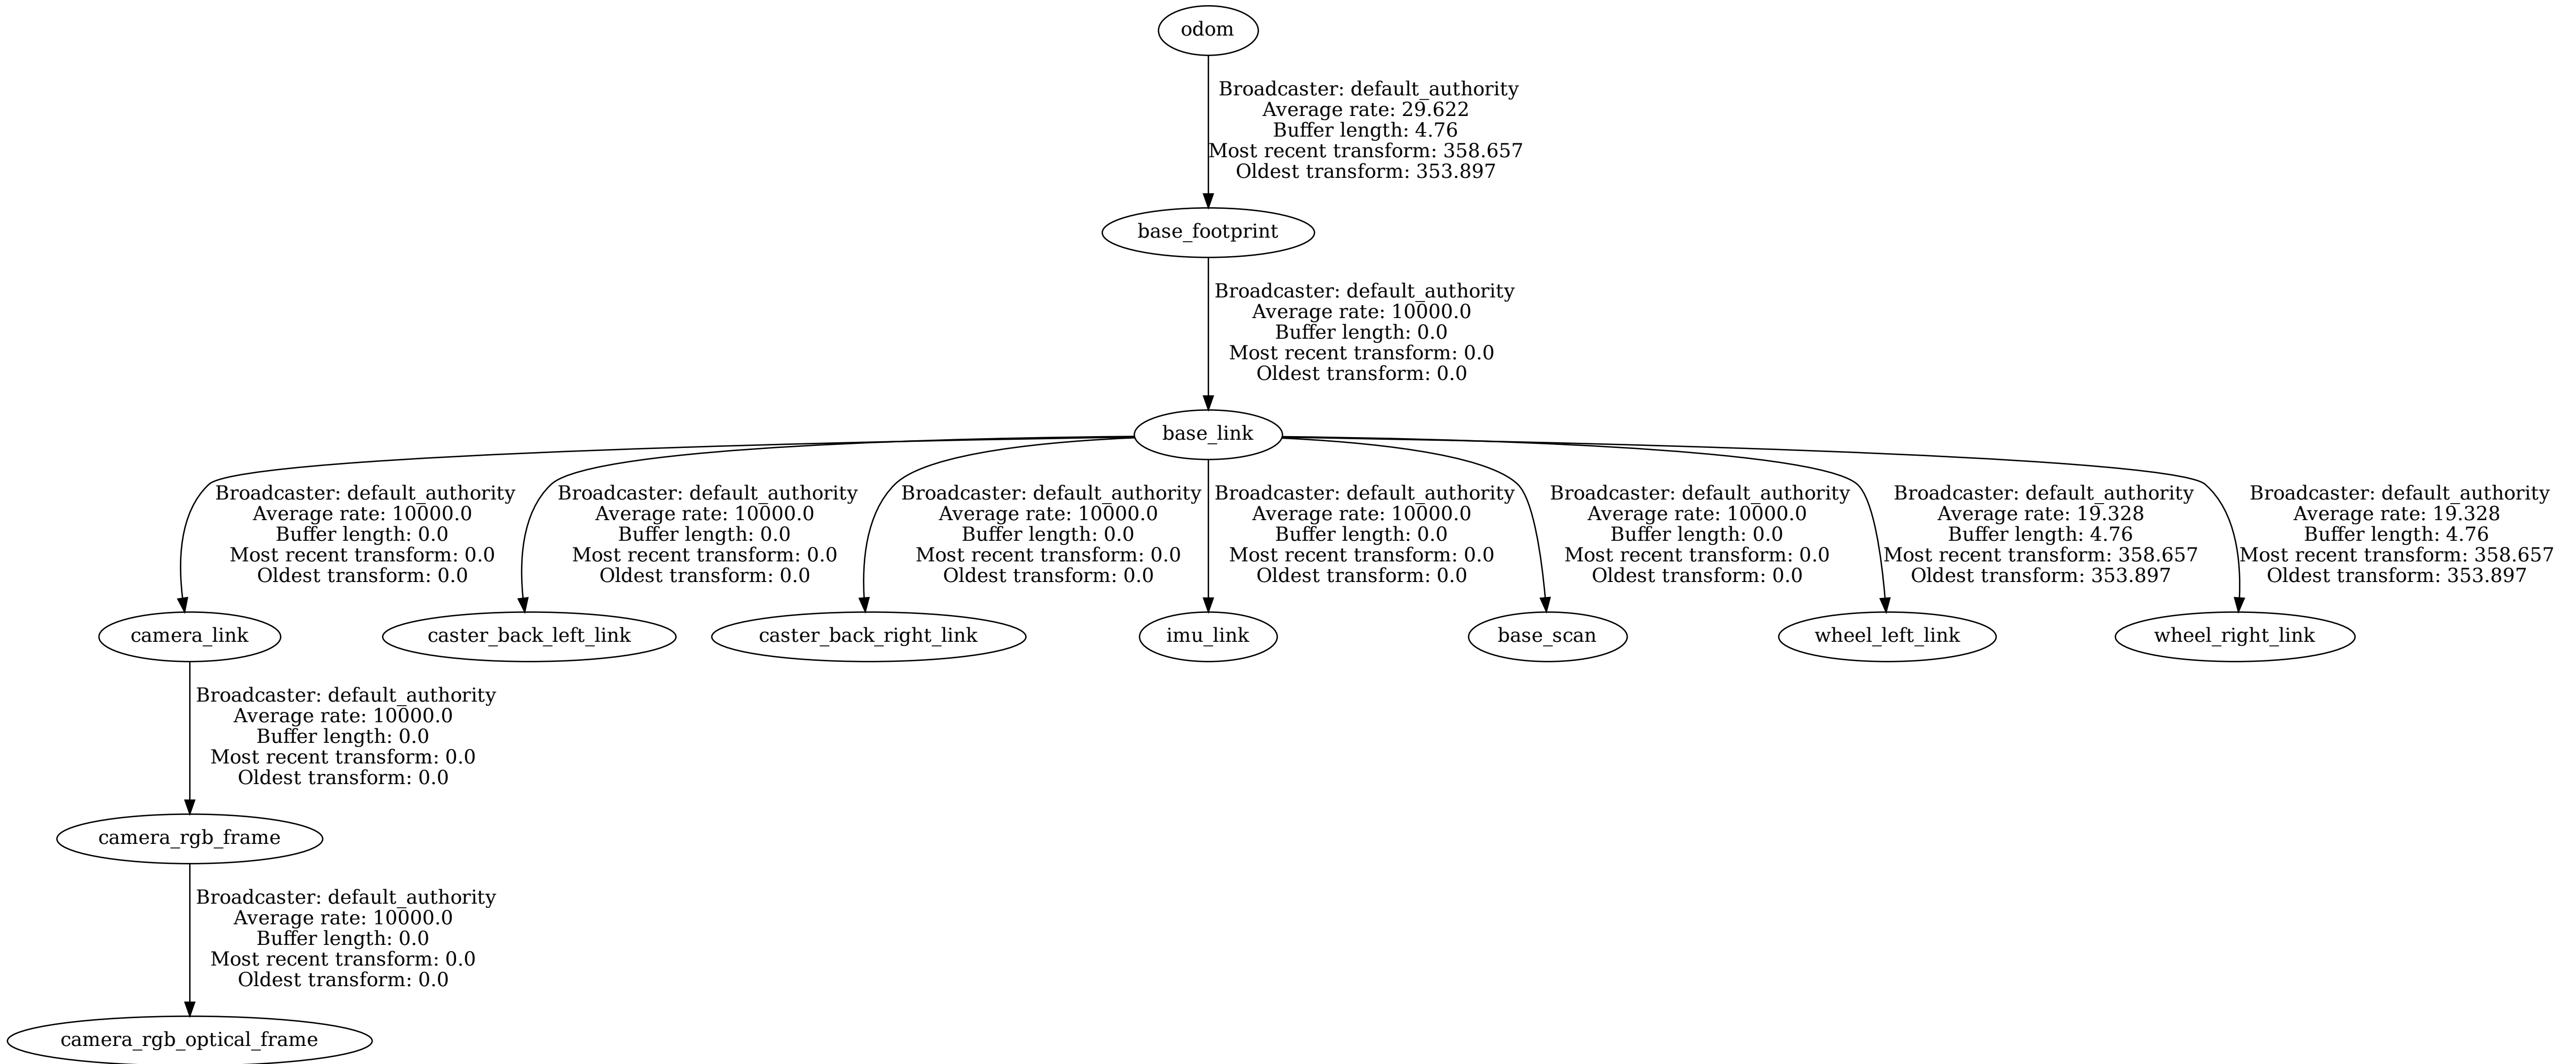 odom
Broadcaster: default_authority
Average rate: 29.622
Buffer length: 4.76
Most recent transform: 358.657
Oldest transform: 353.897
base_footprint
Broadcaster: default_authority
Average rate: 10000.0
Buffer length: 0.0
Most recent transform: 0.0
Oldest transform: 0.0
base_link
Broadcaster: default_authority
Average rate: 10000.0
Buffer length: 0.0
Most recent transform: 0.0
Oldest transform: 0.0
Broadcaster: default_authority
Average rate: 10000.0
Buffer length: 0.0
Most recent transform: 0.0
Oldest transform: 0.0
Broadcaster: default_authority
Average rate: 10000.0
Buffer length: 0.0
Most recent transform: 0.0
Oldest transform: 0.0
Broadcaster: default_authority
Average rate: 10000.0
Buffer length: 0.0
Most recent transform: 0.0
Oldest transform: 0.0
Broadcaster: default_authority
Average rate: 10000.0
Buffer length: 0.0
Most recent transform: 0.0
Oldest transform: 0.0
Broadcaster: default_authority
Average rate: 19.328
Buffer length: 4.76
Most recent transform: 358.657
Oldest transform: 353.897
Broadcaster: default_authority
Average rate: 19.328
Buffer length: 4.76
Most recent transform: 358.657
Oldest transform: 353.897
camera_link
caster_back_left_link
caster_back_right_link
imu_link
base_scan
wheel_left_link
wheel_right_link
Broadcaster: default_authority
Average rate: 10000.0
Buffer length: 0.0
Most recent transform: 0.0
Oldest transform: 0.0
camera_rgb_frame
Broadcaster: default_authority
Average rate: 10000.0
Buffer length: 0.0
Most recent transform: 0.0
Oldest transform: 0.0
camera_rgb_optical_frame